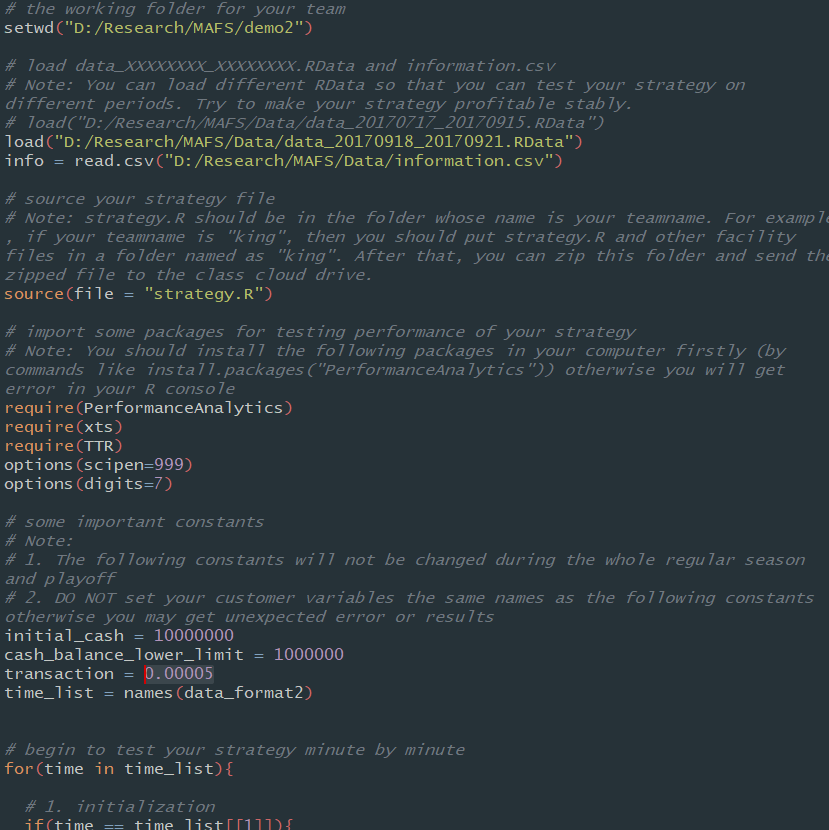 # the working folder for your team
setwd("D:/Research/MAFS/demo2")
# load data_XXXXXXXX_XXXXXXXX.RData and information.csv
# Note: You can load different RData so that you can test your strategy on
different periods. Try to make your strategy profitable stably.
# load("D:/Research/MAFS/Data/data_20170717_20170915.RData")
load("D:/Research/MAFS/Data/data_20170918_20170921.RData")
info = read.csv("D:/Research/MAFS/Data/information.csv")
# source your strategy file
# Note: strategy.R should be in the folder whose name is your teamname. For example
, if your teamname is "king", then you should put strategy.R and other facility
files in a folder named as "king". After that, you can zip this folder and send the
zipped file to the class cloud drive.
source(file = "strategy.R")
# import some packages for testing performance of your strategy
# Note: You should install the following packages in your computer firstly (by
commands like install.packages("PerformanceAnalytics")) otherwise you will get
error in your R console
require(PerformanceAnalytics)
require(xts)
require(TTR)
options(scipen=999)
options(digits=7)
# some important constants
# Note:
# 1. The following constants will not be changed during the whole regular season
and playoff
# 2. DO NOT set your customer variables the same names as the following constants
otherwise you may get unexpected error or results
initial_cash = 10000000
cash_balance_lower_limit = 1000000
transaction = 0.00005
time_list = names(data_format2)
# begin to test your strategy minute by minute
for(time in time_list){
# 1. initialization
if(time == time_list[[1]]){